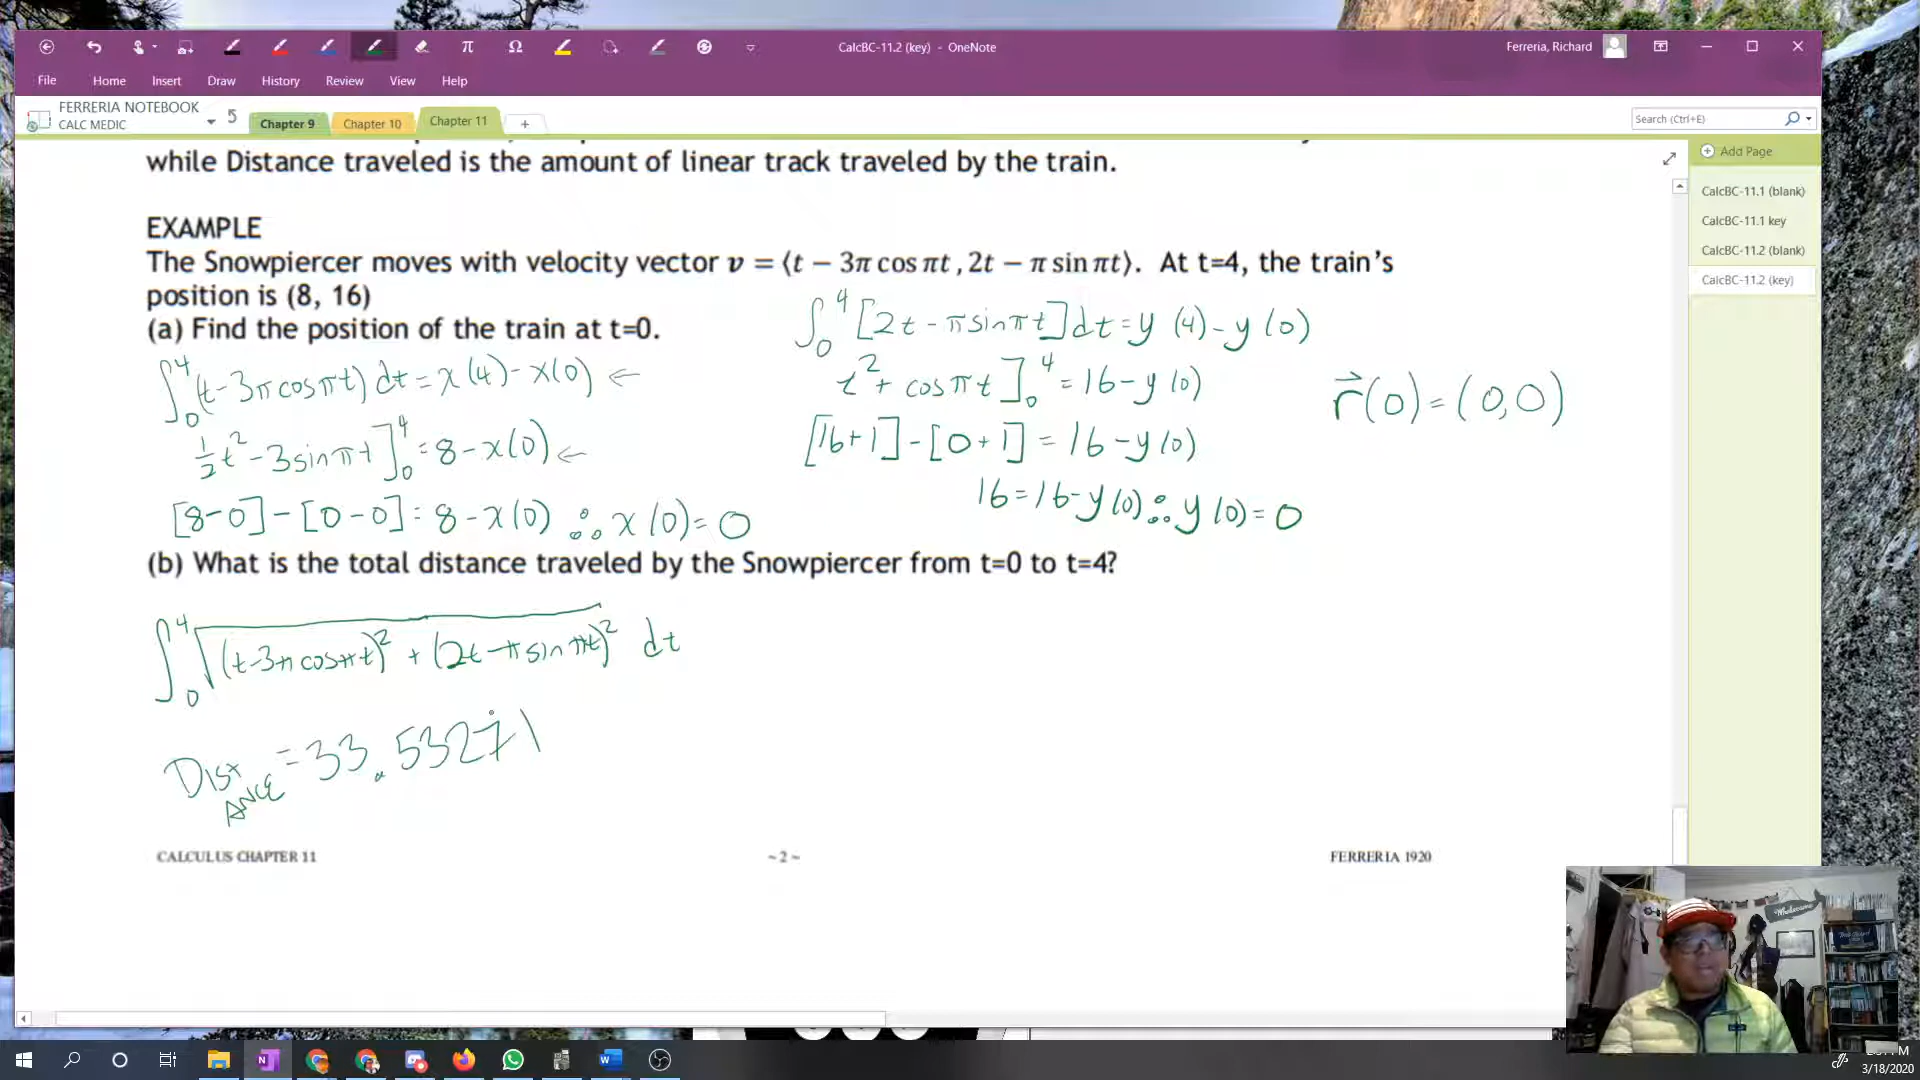 CalcBC-11.2 (key) - OneNote
Ferreria, Richard
File Home Insert Draw History Review View Help
FERRERIA NOTEBOOK
CALC MEDIC
5
Chapter 9 Chapter 10 Chapter 11 +
Search (Ctrl+E)
Add Page
CalcBC-11.1 (blank)
CalcBC-11.1 key
CalcBC-11.2 (blank)
CalcBC-11.2 (key)
while Distance traveled is the amount of linear track traveled by the train.
EXAMPLE
The Snowpiercer moves with velocity vector v = ⟨t − 3π cos πt , 2t − π sin πt⟩. At t=4, the train's
position is (8, 16)
(a) Find the position of the train at t=0.
∫₀⁴ (t-3π cos πt) dt = x(4) - x(0) ←
½t² - 3sin πt]₀⁴ = 8 - x(0) ←
[8-0] - [0-0] = 8 - x(0) ∴ x(0) = 0
∫₀⁴ [2t - π sin πt] dt = y(4) - y(0)
t² + cos πt]₀⁴ = 16 - y(0)
[16+1] - [0+1] = 16 - y(0)
16 = 16 - y(0) ∴ y(0) = 0
r⃗(0) = (0,0)
(b) What is the total distance traveled by the Snowpiercer from t=0 to t=4?
∫₀⁴ √((t-3π cos πt)² + (2t - π sin πt)²) dt
DISTANCE = 33.53271
CALCULUS CHAPTER 11
~ 2 ~
FERRERIA 1920
3/18/2020